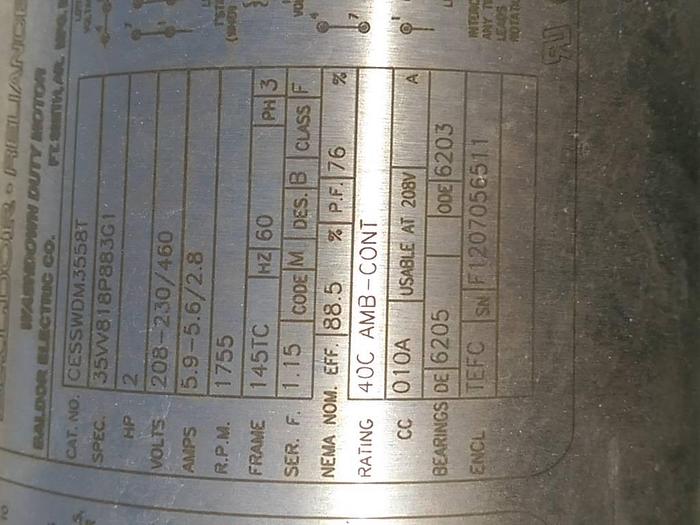 BALDOR • RELIANCE
WASHDOWN DUTY MOTOR
BALDOR ELECTRIC CO. FT. SMITH, AR. MFG.
CAT. NO. CESSWDM3558T
SPEC. 35W818P883G1
HP 2
VOLTS 208-230/460
AMPS 5.9-5.6/2.8
R.P.M. 1755
FRAME 145TC HZ 60 PH 3
SER. F. 1.15 CODE M DES. B CLASS F
NEMA NOM. EFF. 88.5 % P.F. 76 %
RATING 40C AMB-CONT
CC 010A USABLE AT 208V A
BEARINGS DE 6205 ODE 6203
ENCL TEFC SN F1207056511